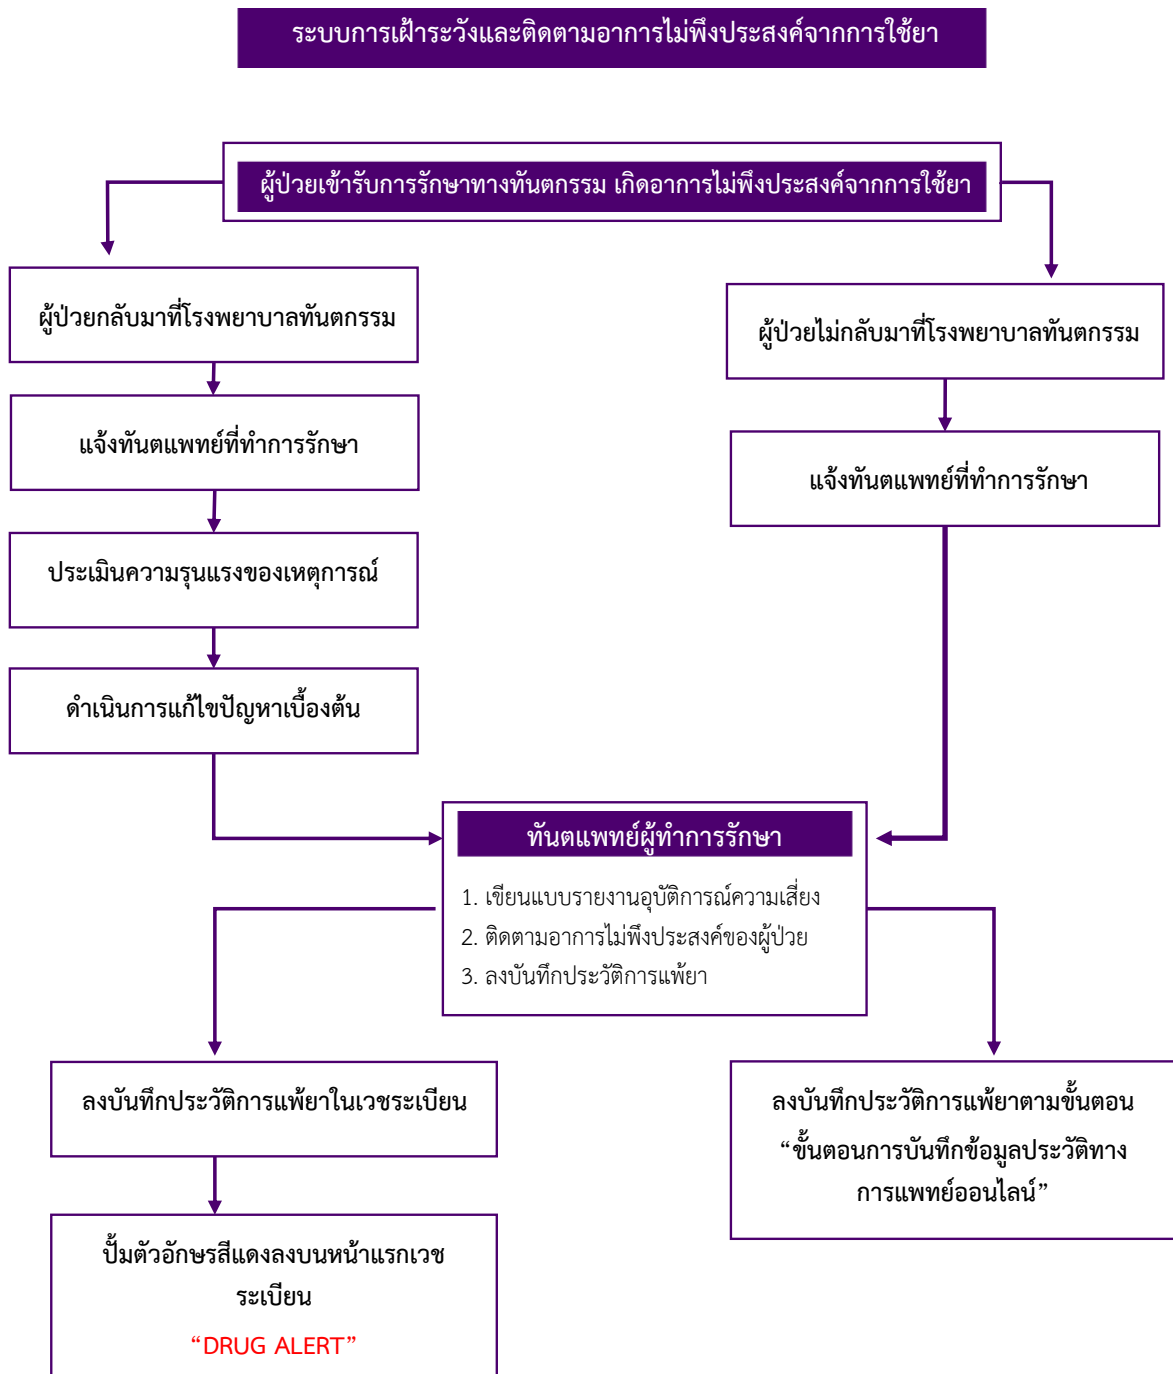 ระบบการเฝ้าระวังและติดตามอาการไม่พึงประสงค์จากการใช้ยา
ผู้ป่วยเข้ารับการรักษาทางทันตกรรม เกิดอาการไม่พึงประสงค์จากการใช้ยา
ผู้ป่วยกลับมาที่โรงพยาบาลทันตกรรม
แจ้งทันตแพทย์ที่ทำการรักษา
ประเมินความรุนแรงของเหตุการณ์
ดำเนินการแก้ไขปัญหาเบื้องต้น
ผู้ป่วยไม่กลับมาที่โรงพยาบาลทันตกรรม
แจ้งทันตแพทย์ที่ทำการรักษา
ทันตแพทย์ผู้ทำการรักษา
1. เขียนแบบรายงานอุบัติการณ์ความเสี่ยง
2. ติดตามอาการไม่พึงประสงค์ของผู้ป่วย
3. ลงบันทึกประวัติการแพ้ยา
ลงบันทึกประวัติการแพ้ยาในเวชระเบียน
ปั้มตัวอักษรสีแดงลงบนหน้าแรกเวช
ระเบียน
“DRUG ALERT”
ลงบันทึกประวัติการแพ้ยาตามขั้นตอน
“ขั้นตอนการบันทึกข้อมูลประวัติทาง
การแพทย์ออนไลน์”